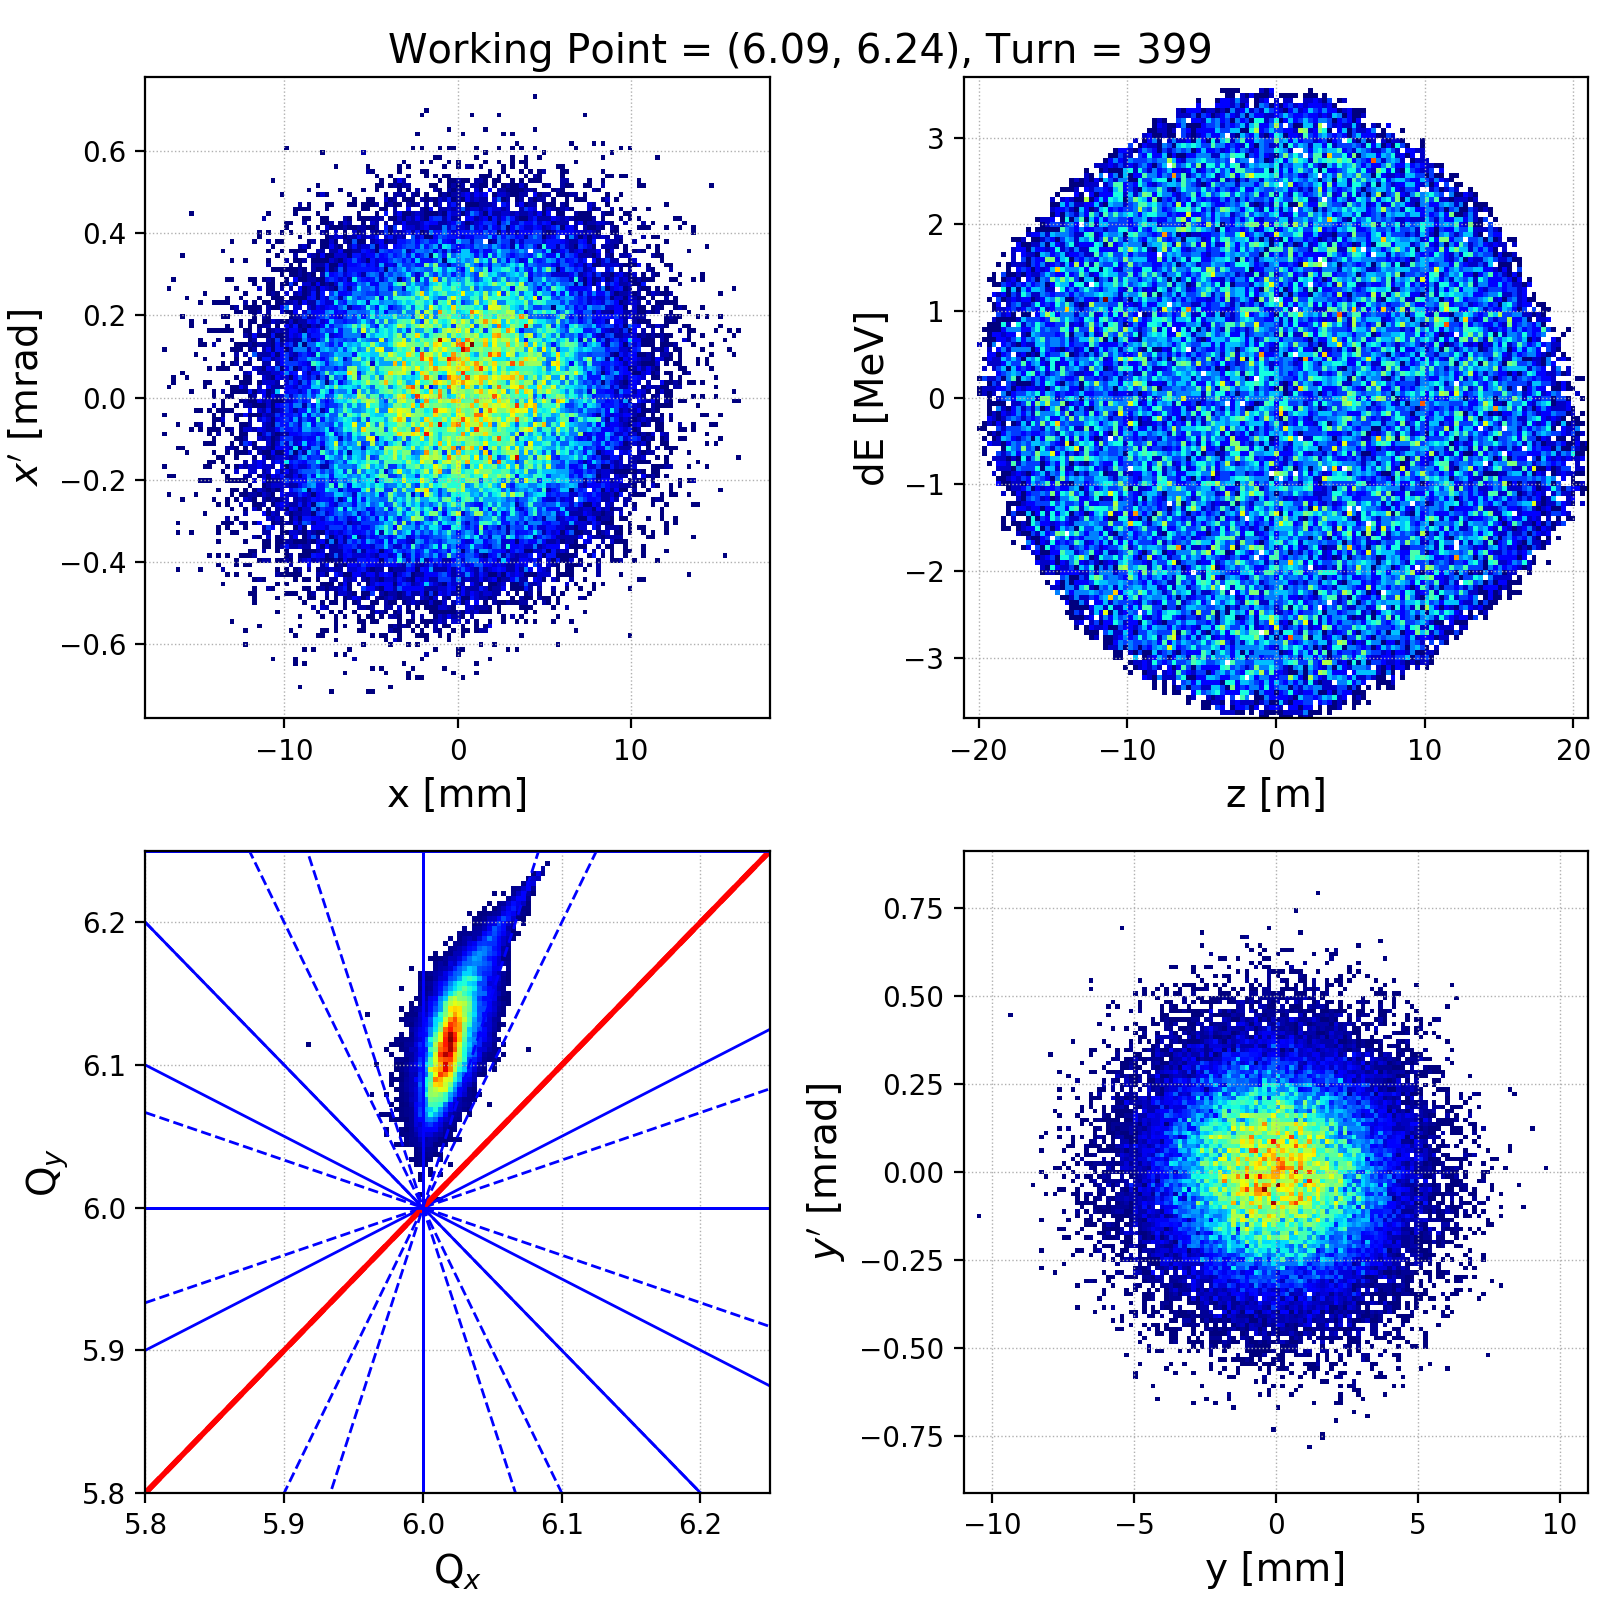 Working Point = (6.09, 6.24), Turn = 399
0.6
0.4
0.2
0.0
−0.2
−0.4
−0.6
x′ [mrad]
−10 0 10
x [mm]
3
2
1
0
−1
−2
−3
dE [MeV]
−20 −10 0 10 20
z [m]
6.2
6.1
6.0
5.9
5.8
Qy
5.8 5.9 6.0 6.1 6.2
Qx
0.75
0.50
0.25
0.00
−0.25
−0.50
−0.75
y′ [mrad]
−10 −5 0 5 10
y [mm]